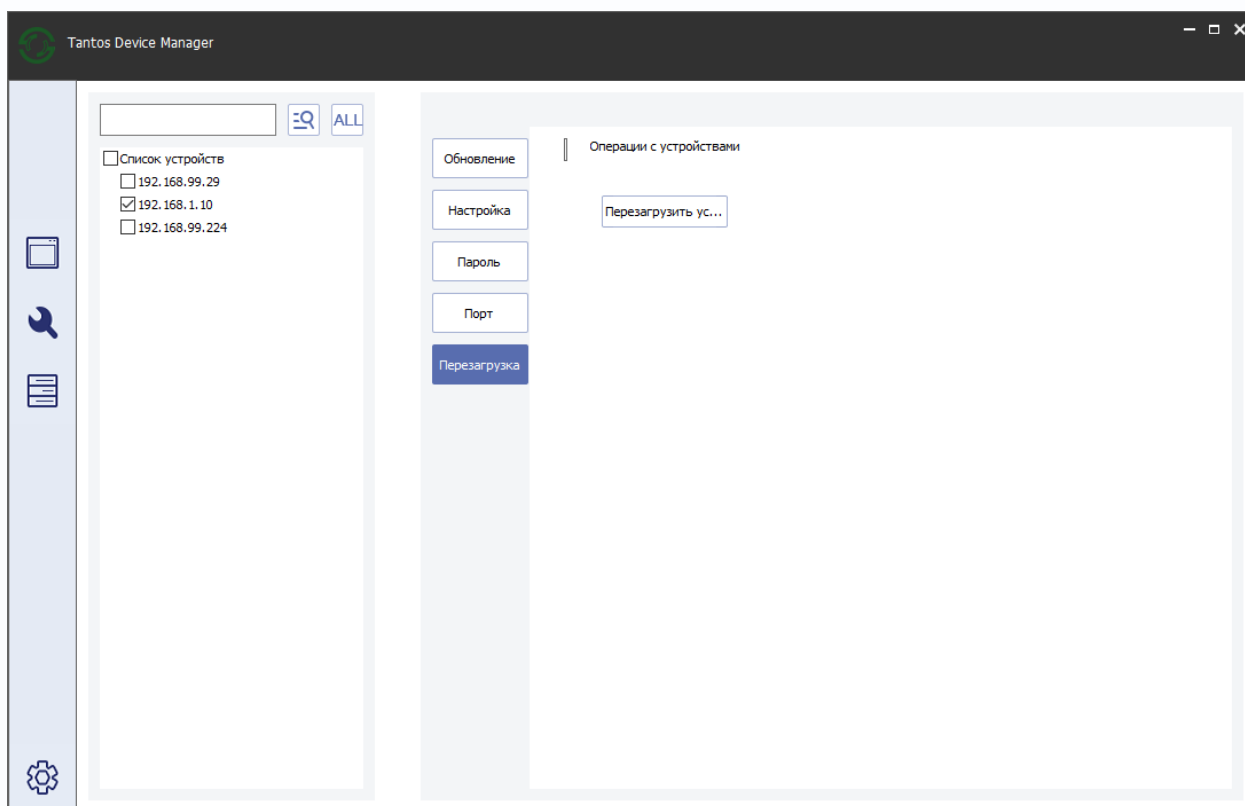 Tantos Device Manager
ALL
Список устройств
192.168.99.29
192.168.1.10
192.168.99.224
Обновление
Настройка
Пароль
Порт
Перезагрузка
Операции с устройствами
Перезагрузить ус...